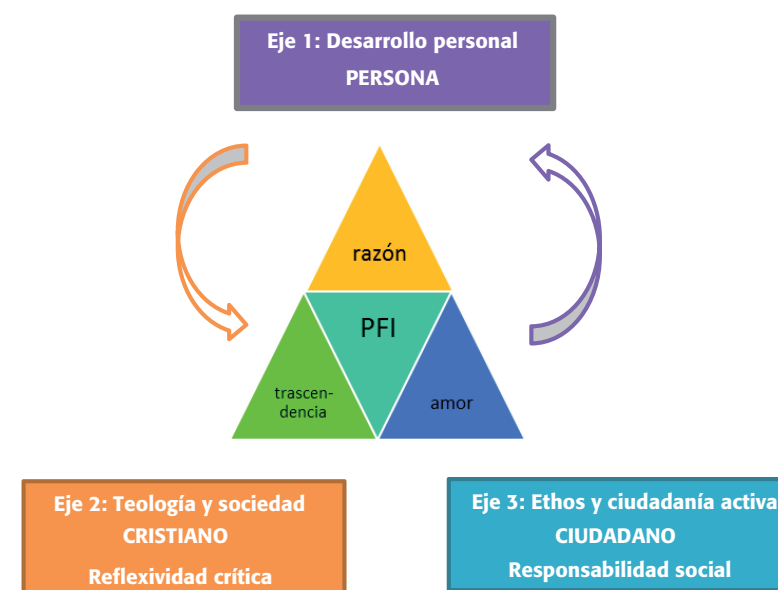 Eje 1: Desarrollo personal
PERSONA
razón
PFI
trascen-
dencia
amor
Eje 2: Teología y sociedad
CRISTIANO
Reflexividad crítica
Eje 3: Ethos y ciudadanía activa
CIUDADANO
Responsabilidad social